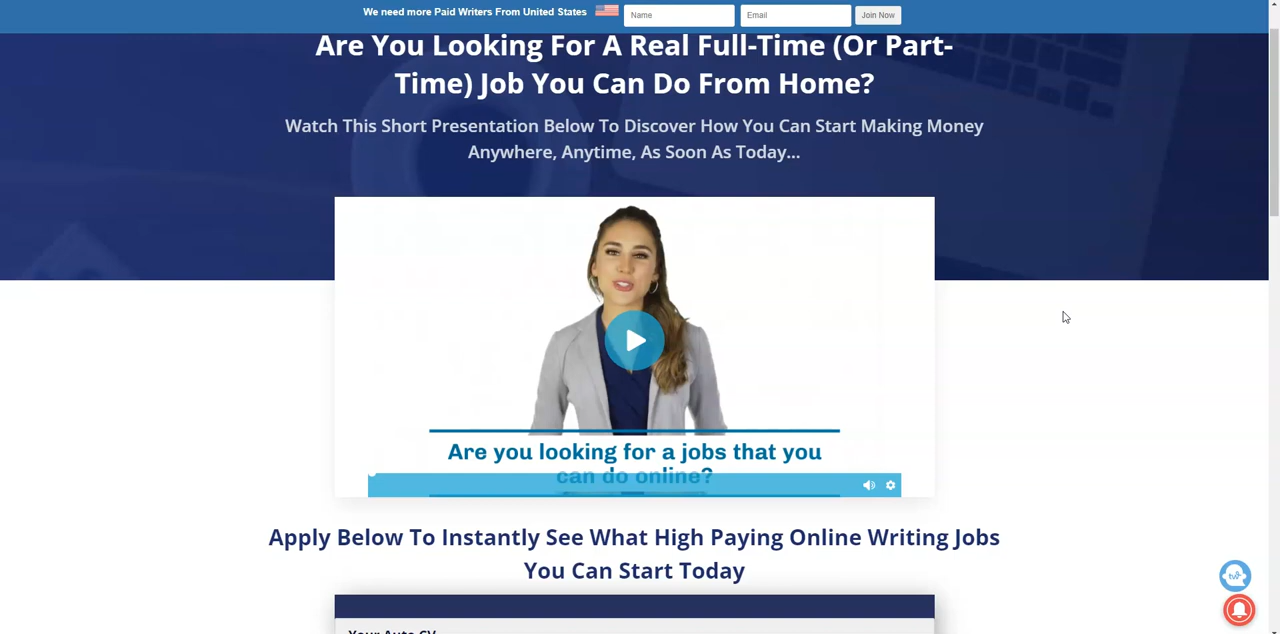 We need more Paid Writers From United States
Name
Email
Join Now
Are You Looking For A Real Full-Time (Or Part-
Time) Job You Can Do From Home?
Watch This Short Presentation Below To Discover How You Can Start Making Money
Anywhere, Anytime, As Soon As Today...
Are you looking for a jobs that you
can do online?
Apply Below To Instantly See What High Paying Online Writing Jobs
You Can Start Today
Your Auto CV